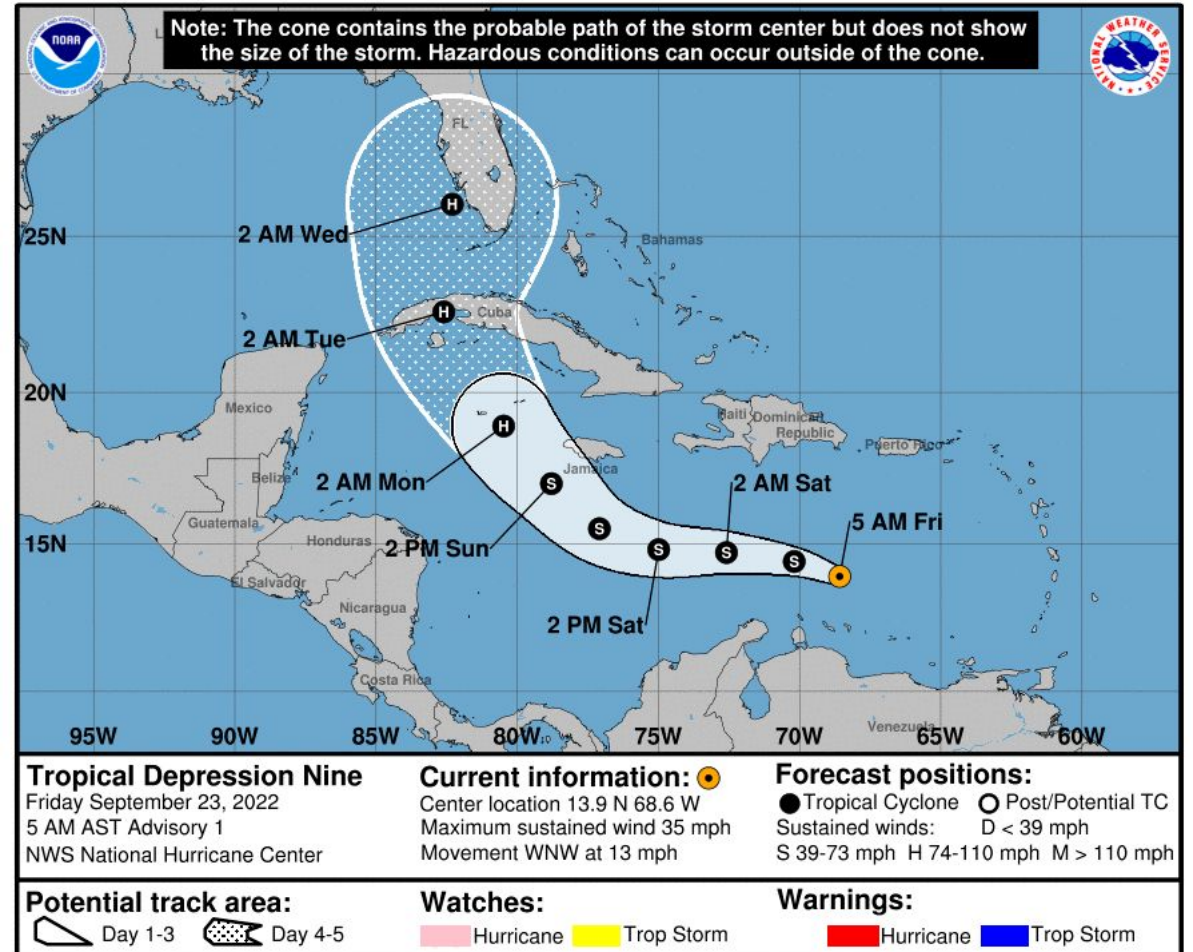 Note: The cone contains the probable path of the storm center but does not show
the size of the storm. Hazardous conditions can occur outside of the cone.
NOAA
NATIONAL WEATHER SERVICE
FL
H
2 AM Wed
25N
Bahamas
H
Cuba
2 AM Tue
20N
Mexico
Haiti
Dominican
Republic
Puerto Rico
H
Jamaica
Belize
2 AM Mon
S
2 AM Sat
Guatemala
5 AM Fri
S
15N
Honduras
2 PM Sun
S
S
S
El Salvador
Nicaragua
2 PM Sat
Costa Rica
Venezuela
95W 90W 85W 80W 75W 70W 65W 60W
Tropical Depression Nine
Friday September 23, 2022
5 AM AST Advisory 1
NWS National Hurricane Center
Current information:
Center location 13.9 N 68.6 W
Maximum sustained wind 35 mph
Movement WNW at 13 mph
Forecast positions:
Tropical Cyclone Post/Potential TC
Sustained winds: D < 39 mph
S 39-73 mph H 74-110 mph M > 110 mph
Potential track area:
Day 1-3 Day 4-5
Watches:
Hurricane Trop Storm
Warnings:
Hurricane Trop Storm